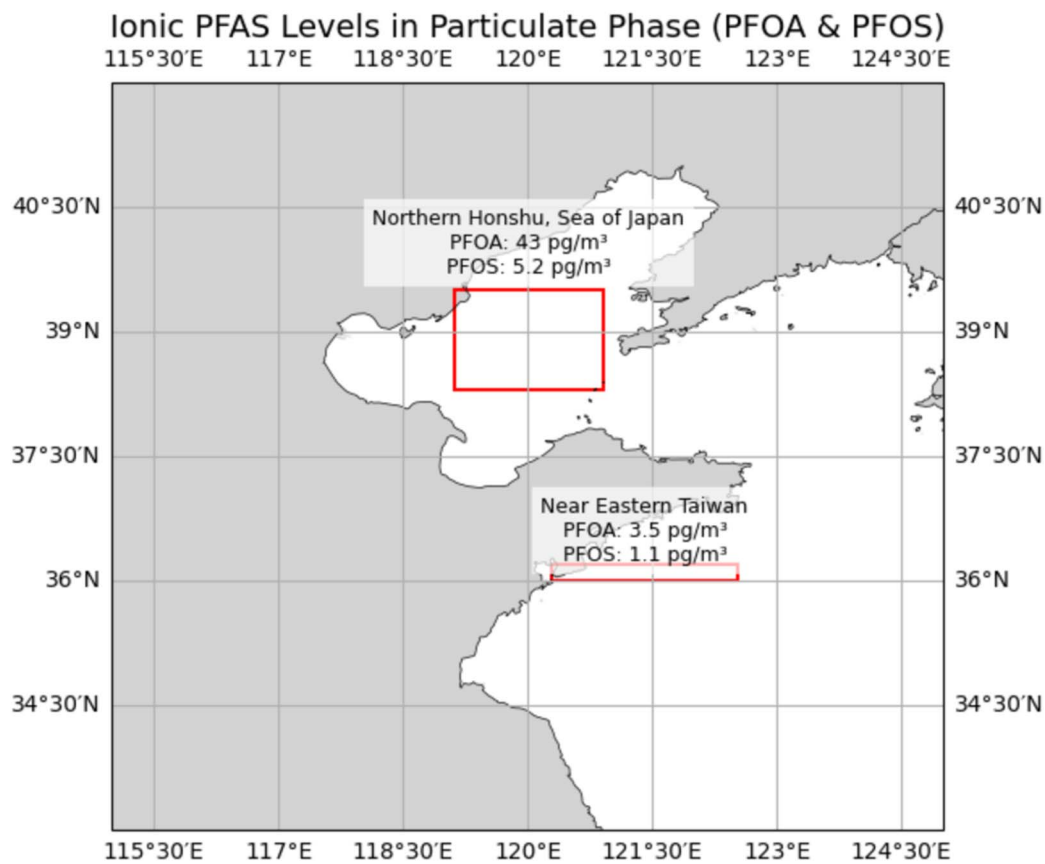 Ionic PFAS Levels in Particulate Phase (PFOA & PFOS)
115°30′E 117°E 118°30′E 120°E 121°30′E 123°E 124°30′E
40°30′N 40°30′N
Northern Honshu, Sea of Japan
PFOA: 43 pg/m³
PFOS: 5.2 pg/m³
39°N 39°N
37°30′N 37°30′N
Near Eastern Taiwan
PFOA: 3.5 pg/m³
PFOS: 1.1 pg/m³
36°N 36°N
34°30′N 34°30′N
115°30′E 117°E 118°30′E 120°E 121°30′E 123°E 124°30′E